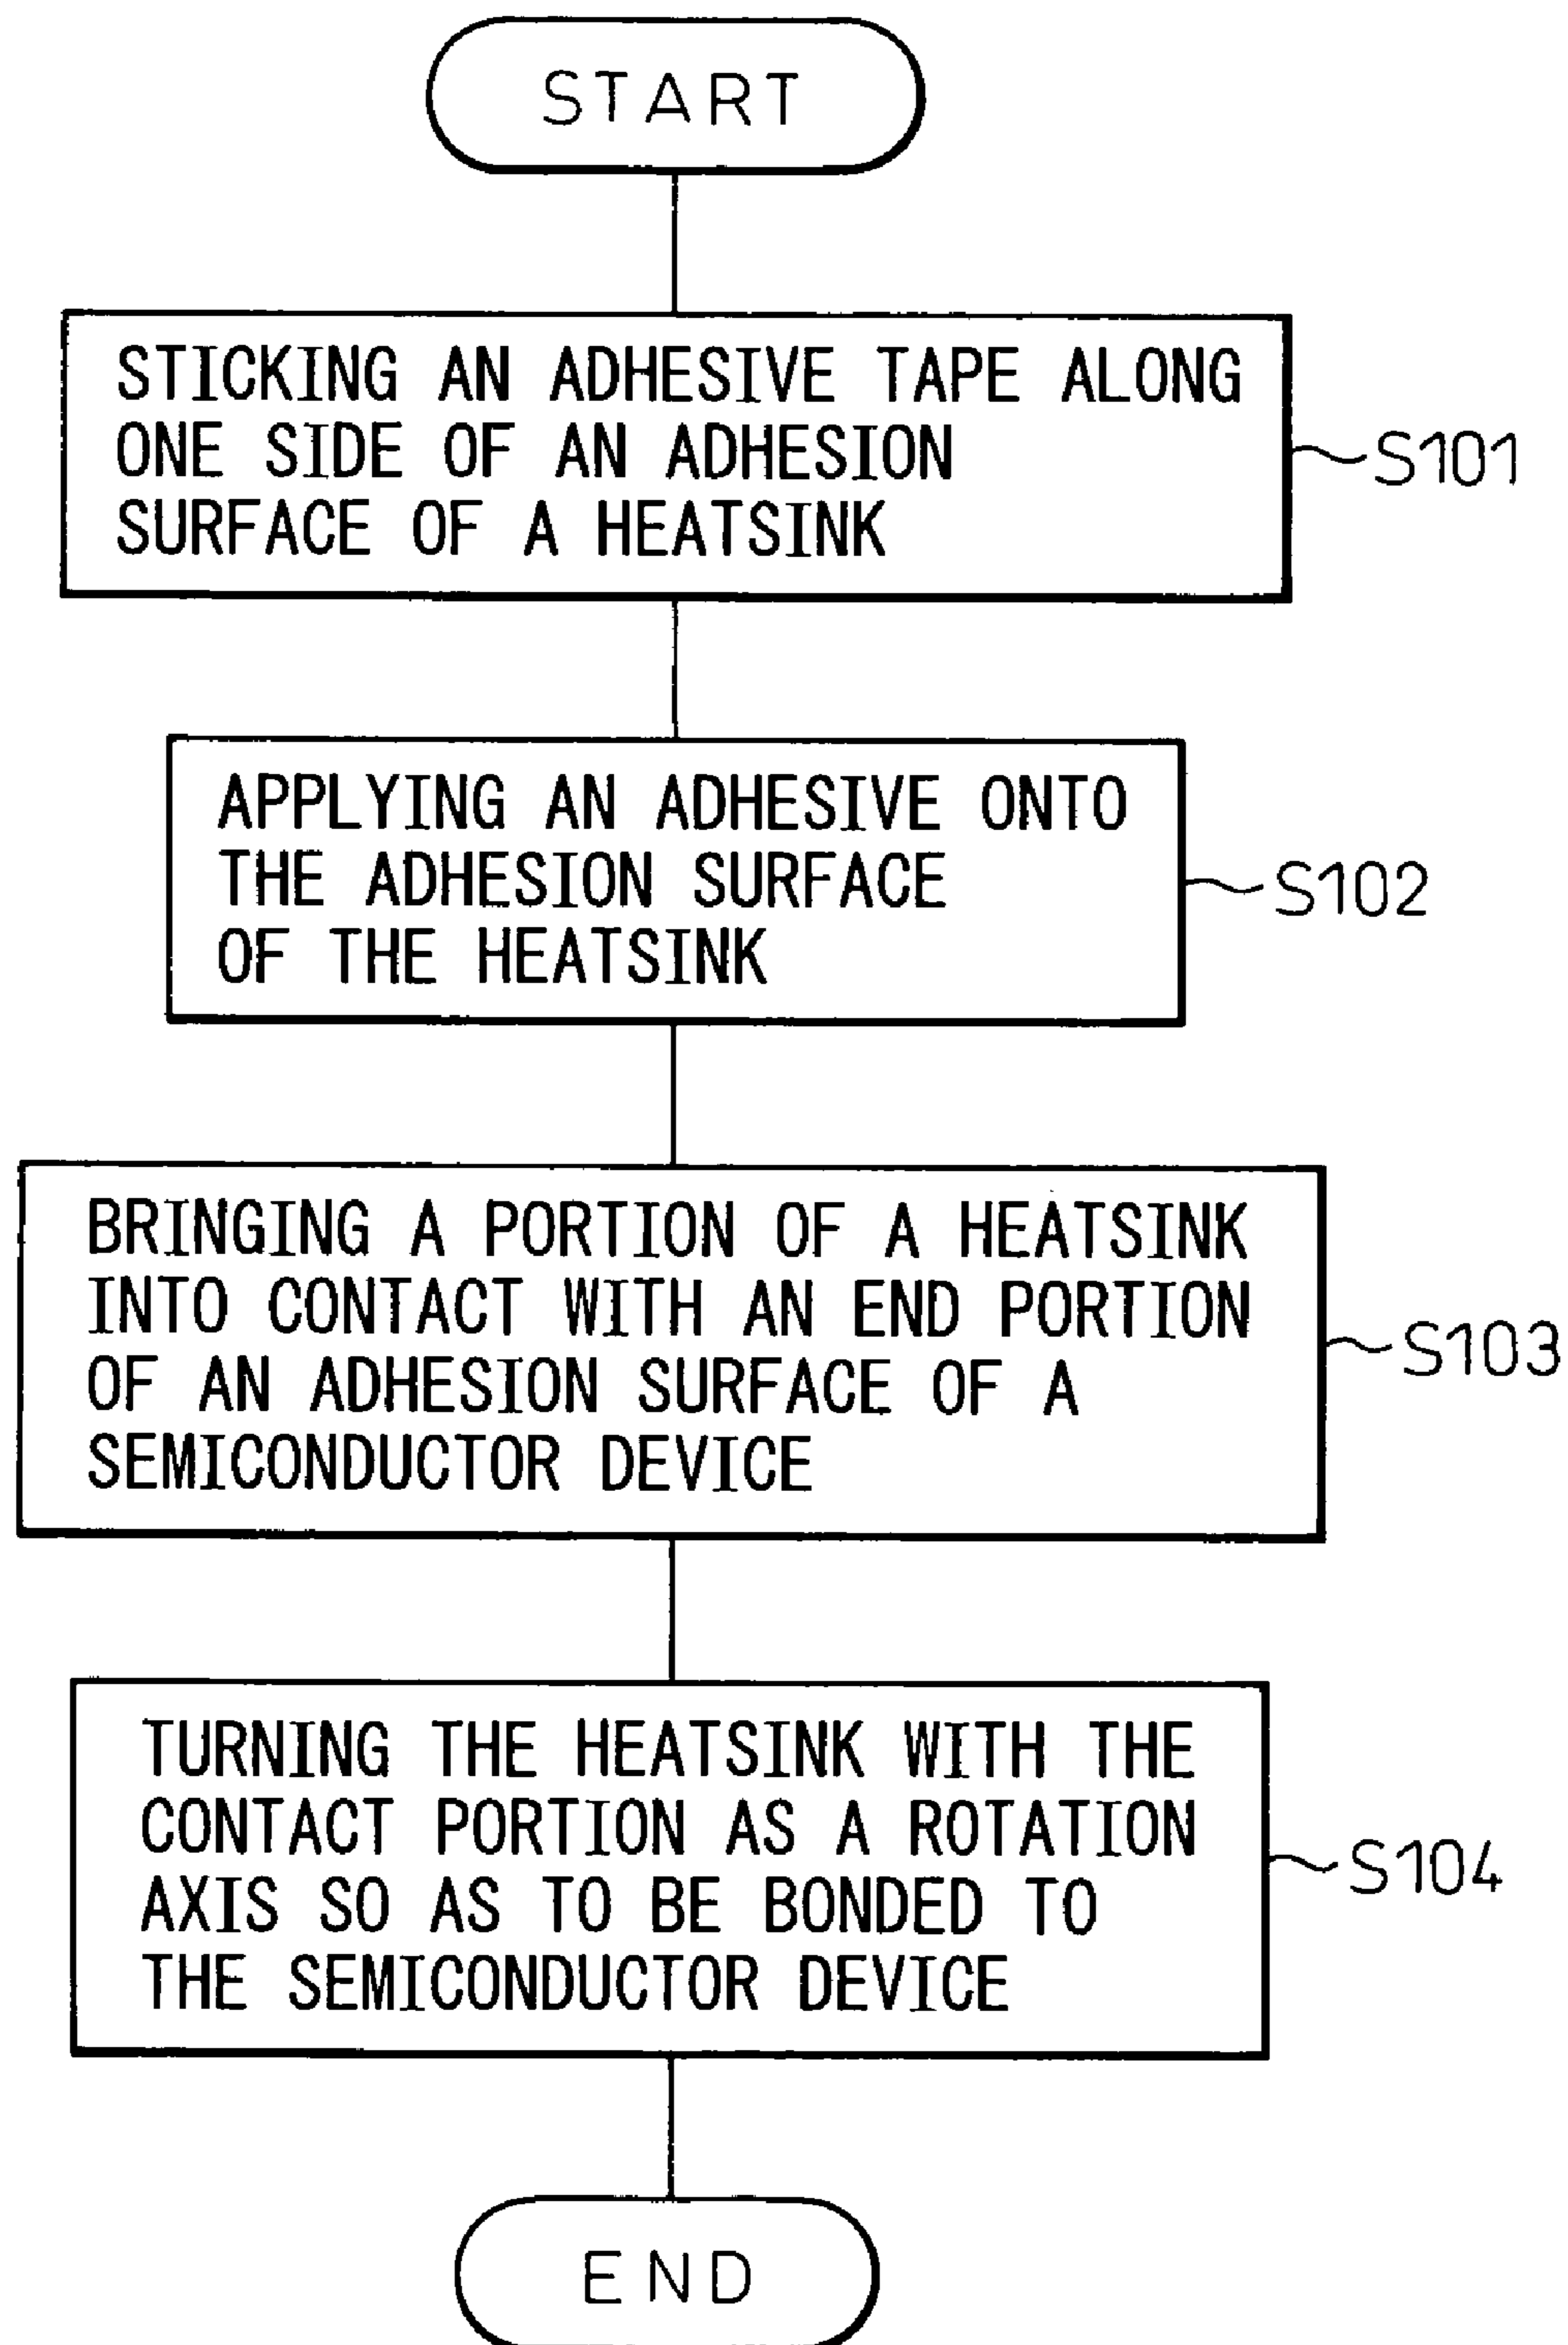 START
STICKING AN ADHESIVE TAPE ALONG
ONE SIDE OF AN ADHESION
SURFACE OF A HEATSINK
S101
APPLYING AN ADHESIVE ONTO
THE ADHESION SURFACE
OF THE HEATSINK
S102
BRINGING A PORTION OF A HEATSINK
INTO CONTACT WITH AN END PORTION
OF AN ADHESION SURFACE OF A
SEMICONDUCTOR DEVICE
S103
TURNING THE HEATSINK WITH THE
CONTACT PORTION AS A ROTATION
AXIS SO AS TO BE BONDED TO
THE SEMICONDUCTOR DEVICE
S104
END